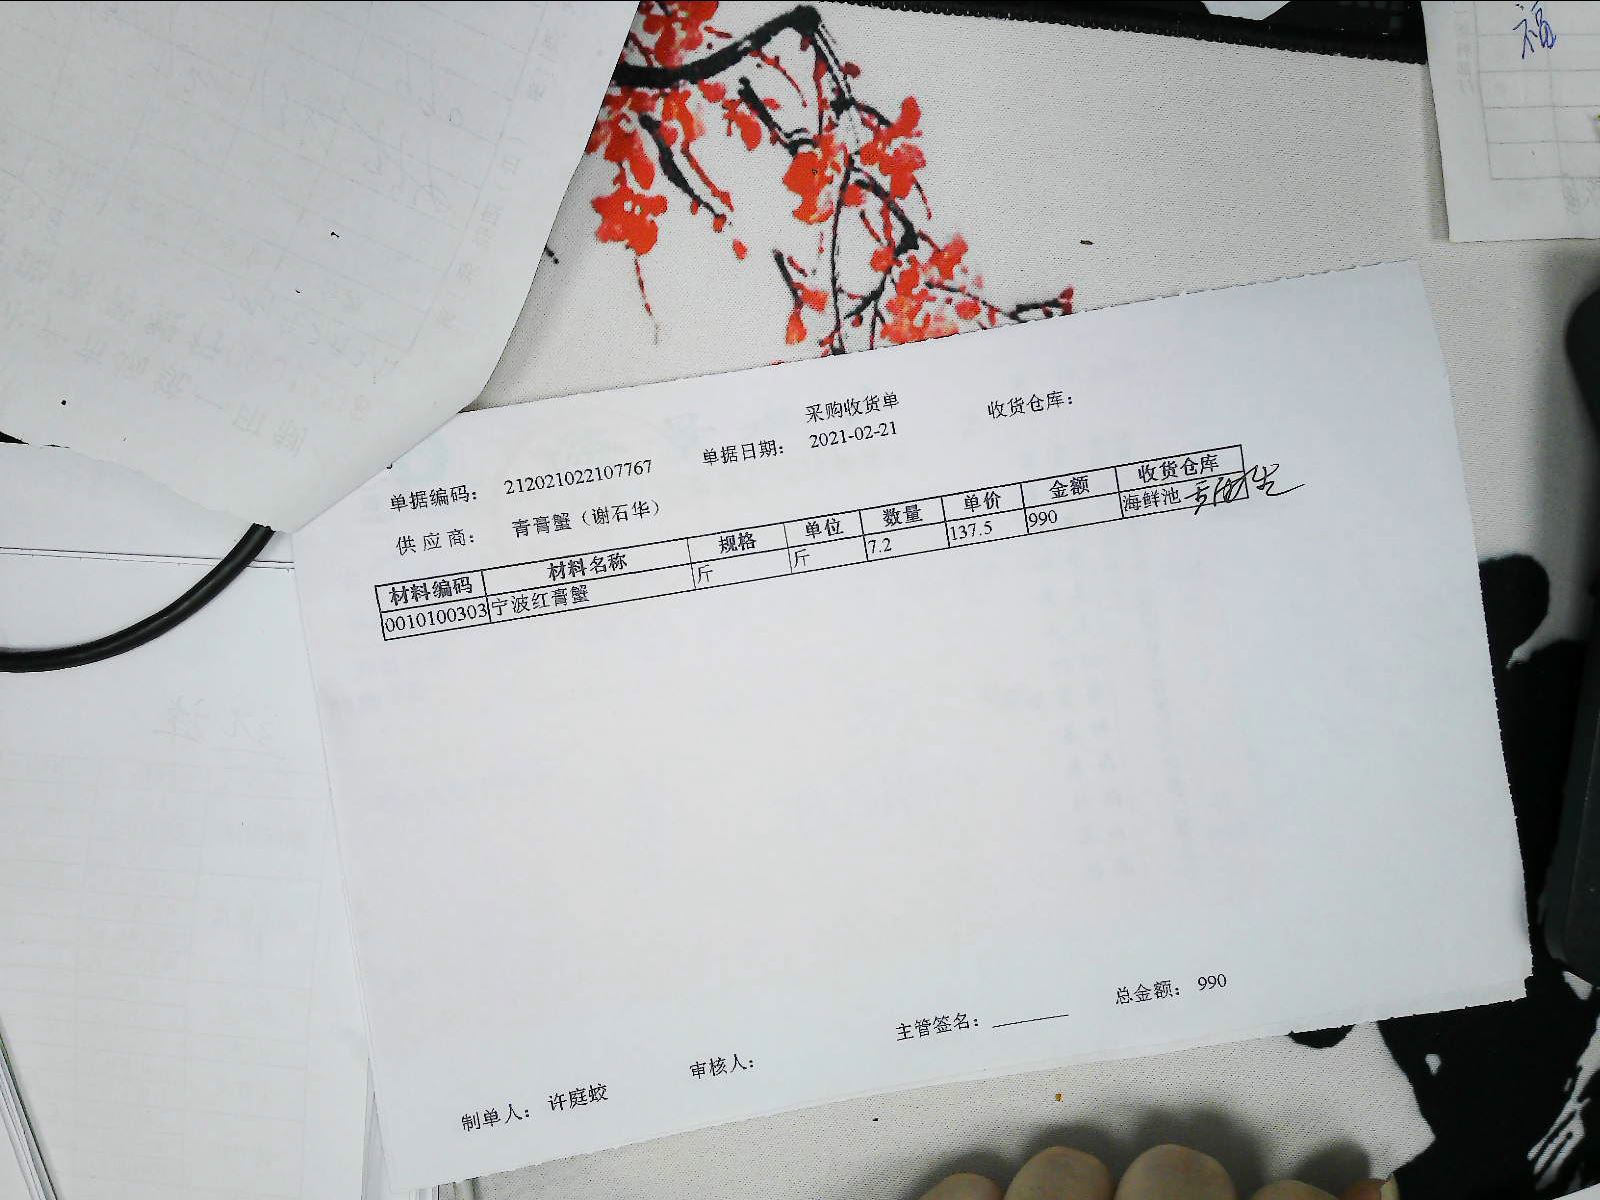 福
采购收货单
单据编码： 212021022107767 单据日期： 2021-02-21 收货仓库：
供应商： 青膏蟹（谢石华）
材料编码 材料名称 规格 单位 数量 单价 金额 收货仓库
0010100303 宁波红膏蟹 斤 斤 7.2 137.5 990 海鲜池
制单人： 许庭蛟 审核人： 主管签名： 总金额： 990